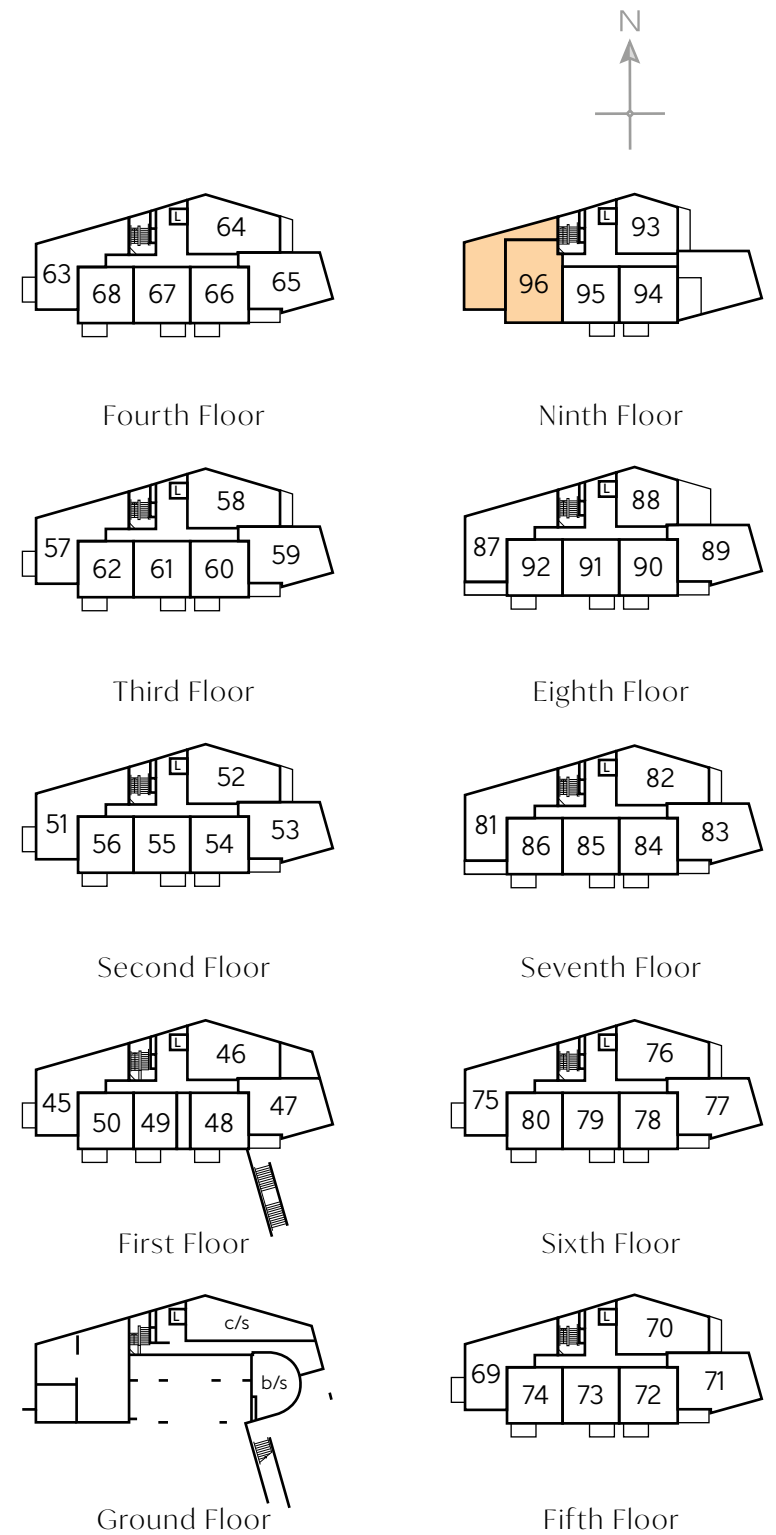 N
L
64
63
65
68 67 66
Fourth Floor
L
93
96
95 94
Ninth Floor
L
58
57
59
62 61 60
Third Floor
L
88
87
89
92 91 90
Eighth Floor
L
52
51
53
56 55 54
Second Floor
L
82
81
83
86 85 84
Seventh Floor
L
46
45
47
50 49 48
First Floor
L
76
75
77
80 79 78
Sixth Floor
L
c/s
b/s
Ground Floor
L
70
69
71
74 73 72
Fifth Floor